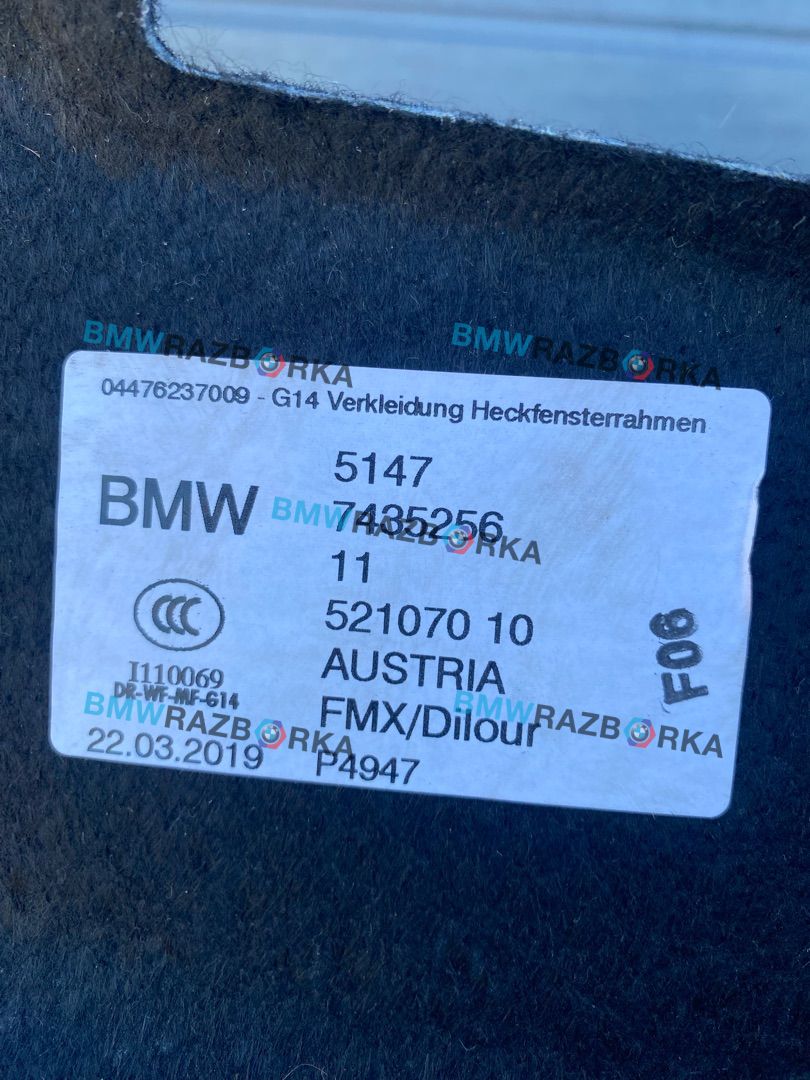 BMWRAZBORKA
BMWRAZBORKA
04476237009 - G14 Verkleidung Heckfensterrahmen
5147
BMW
7435256
BMWRAZBORKA
11
CCC
521070 10
F06
I110069
AUSTRIA
DR-WF-MF-G14
FMX/Dilour
BMWRAZBORKA
BMWRAZBORKA
22.03.2019
P4947